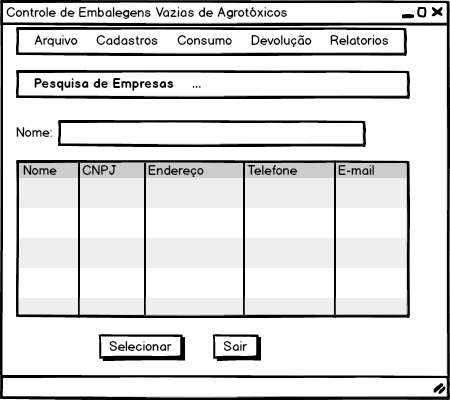 Controle de Embalegens Vazias de Agrotóxicos
Arquivo Cadastros Consumo Devolução Relatorios
Pesquisa de Empresas ...
Nome:
Nome CNPJ Endereço Telefone E-mail
Selecionar Sair